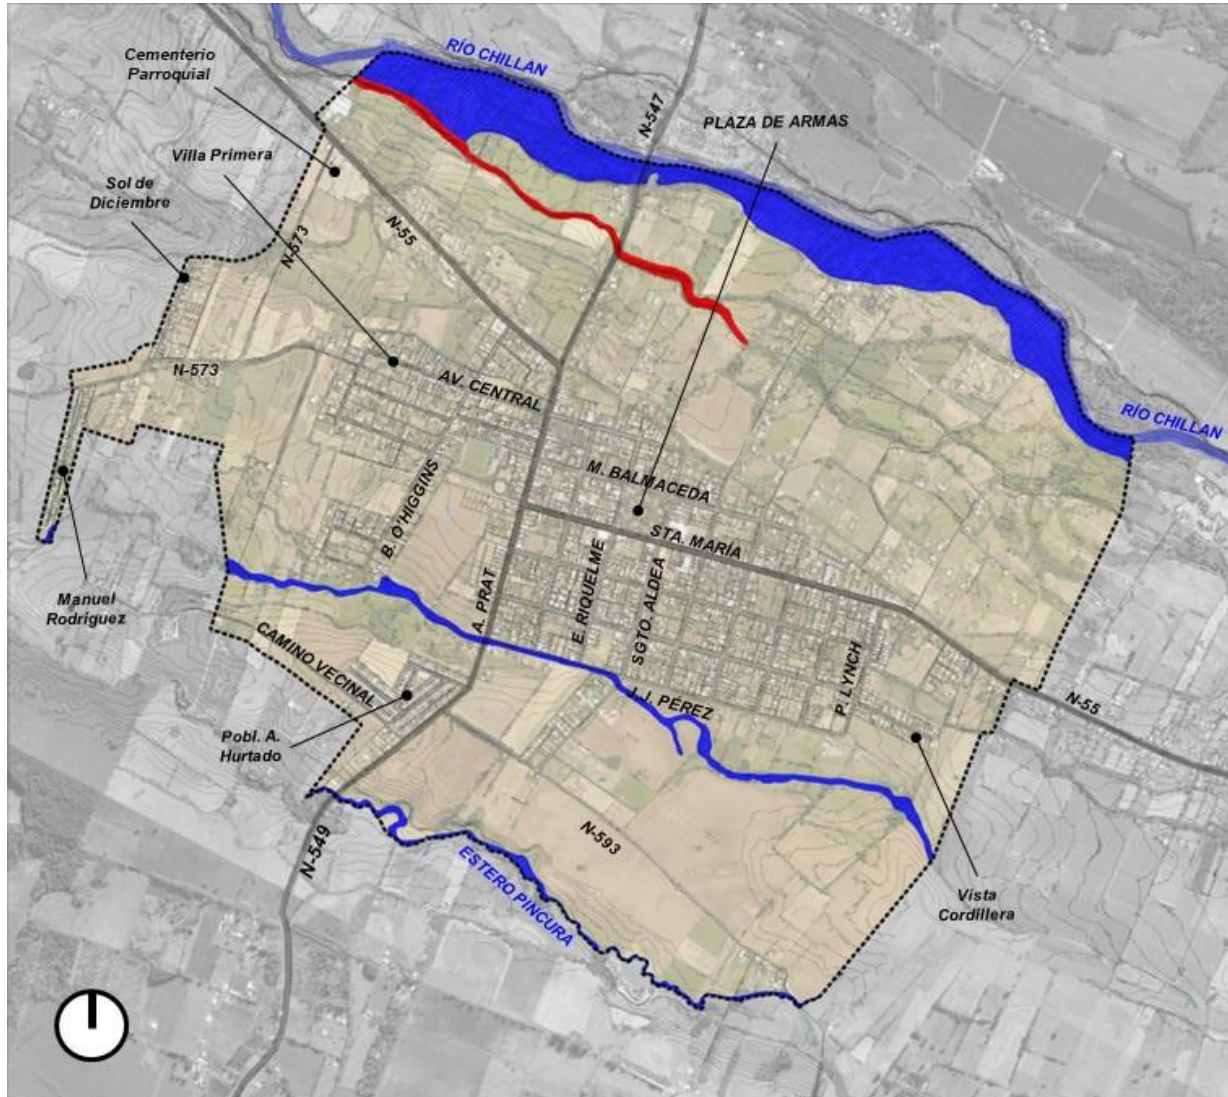 RÍO CHILLAN
Cementerio
Parroquial
N-547
PLAZA DE ARMAS
Villa Primera
Sol de
Diciembre
N-55
N-573
N-573
AV. CENTRAL
RÍO CHILLAN
M. BALMACEDA
B. O'HIGGINS
STA. MARÍA
A. PRAT
E. RIQUELME
SGTO. ALDEA
Manuel
Rodriguez
CAMINO VECINAL
P. LYNCH
J.J. PÉREZ
N-55
Pobl. A.
Hurtado
N-593
N-549
ESTERO PINCURA
Vista
Cordillera